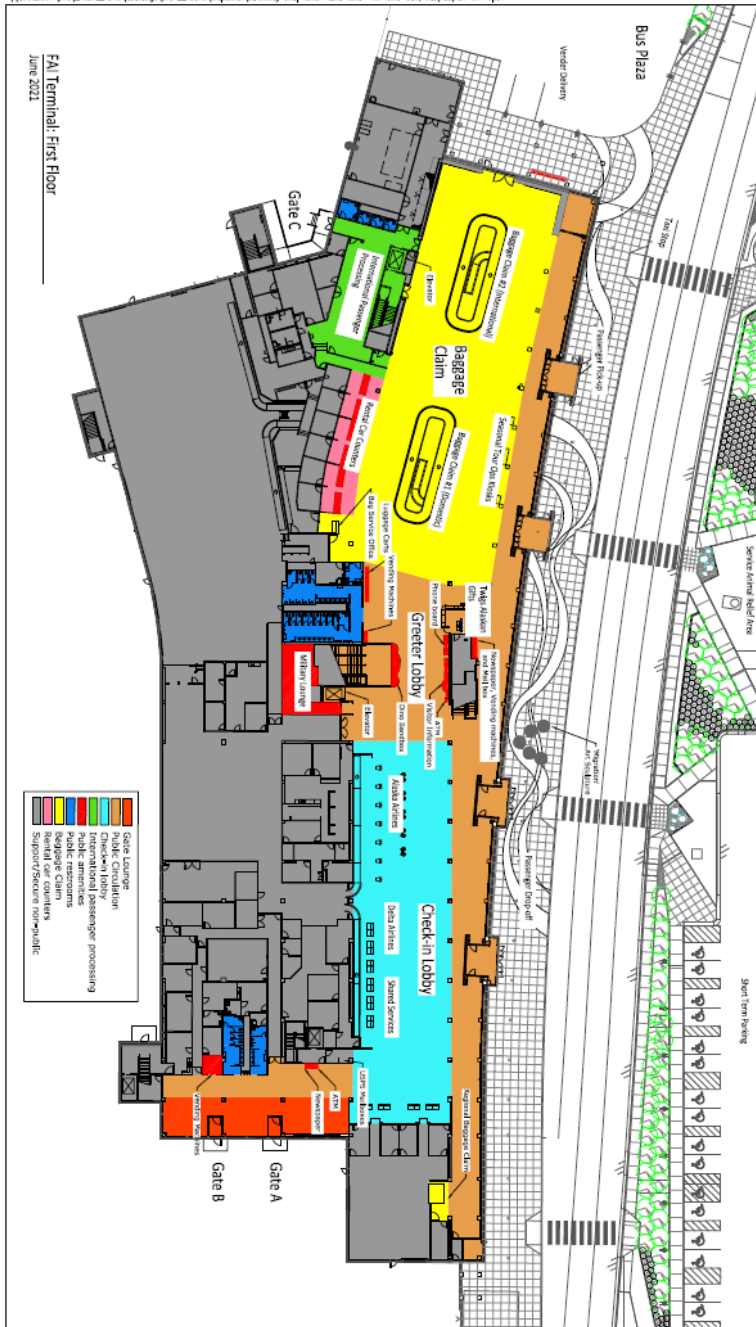 FAI Terminal: First Floor
June 2021
Bus Plaza
Vender Delivery
Taxi Stop
Passenger Pick-up
Service Animal Relief Area
Short Term Parking
"Migration"
Art Sculpture
Passenger Drop-off
Gate C
International Passenger
Processing
Elevator
Baggage Claim #2 (International)
Baggage
Claim
Baggage Claim #1 (Domestic)
Seasonal Tour Ops Kiosks
Rental Car Counters
Bag Service Office
Luggage Carts
Vending Machines
Twigs Alaskan
Gifts
Phone board
Greeter Lobby
Newspaper, Vending machines,
and Mail box
ATM
Visitor Information
Dino Sandbox
Elevator
Military Lounge
Alaska Airlines
Check-in Lobby
Delta Airlines
Shared Services
USPS Mailboxes
ATM
Newspaper
Vending Machines
Regional Baggage Claim
Gate A
Gate B
Gate Lounge
Public Circulation
Check-in lobby
International passenger processing
Public amenities
Public restrooms
Baggage Claim
Rental car counters
Support/Secure non-public